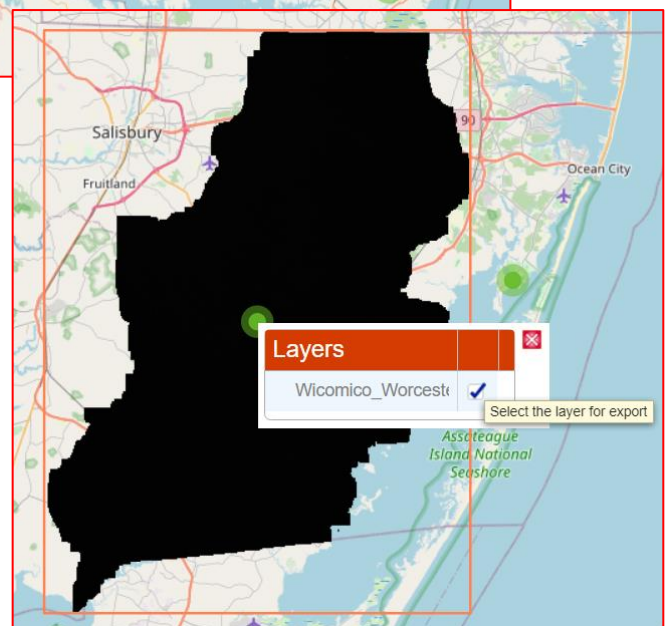 Salisbury
Fruitland
90
Ocean City
Layers
Wicomico_Worceste
Select the layer for export
Assateague
Island National
Seashore